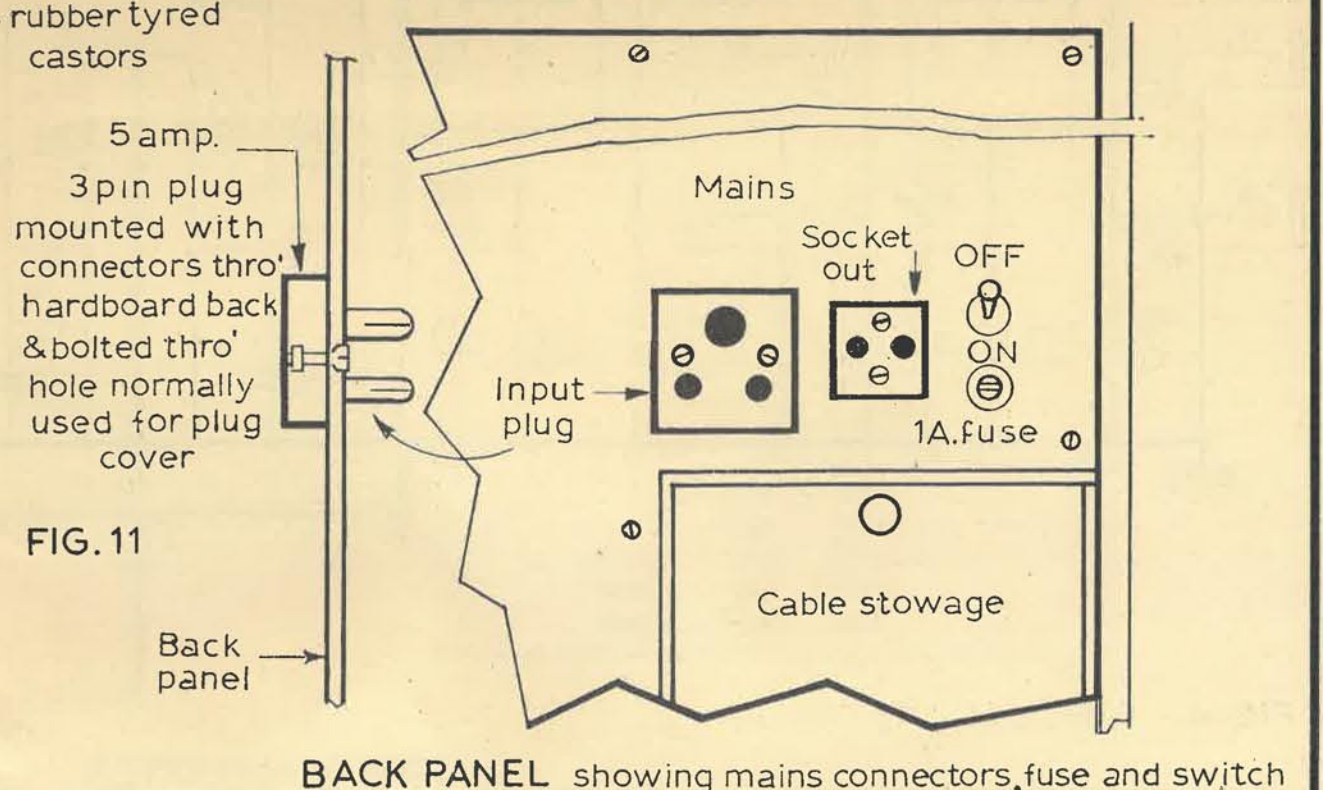 rubber tyred
castors
5 amp.
3 pin plug
mounted with
connectors thro'
hardboard back
& bolted thro'
hole normally
used for plug
cover
FIG. 11
Back
panel
Mains
Socket
out
OFF
ON
1A. fuse
Input
plug
Cable stowage
BACK PANEL showing mains connectors, fuse and switch